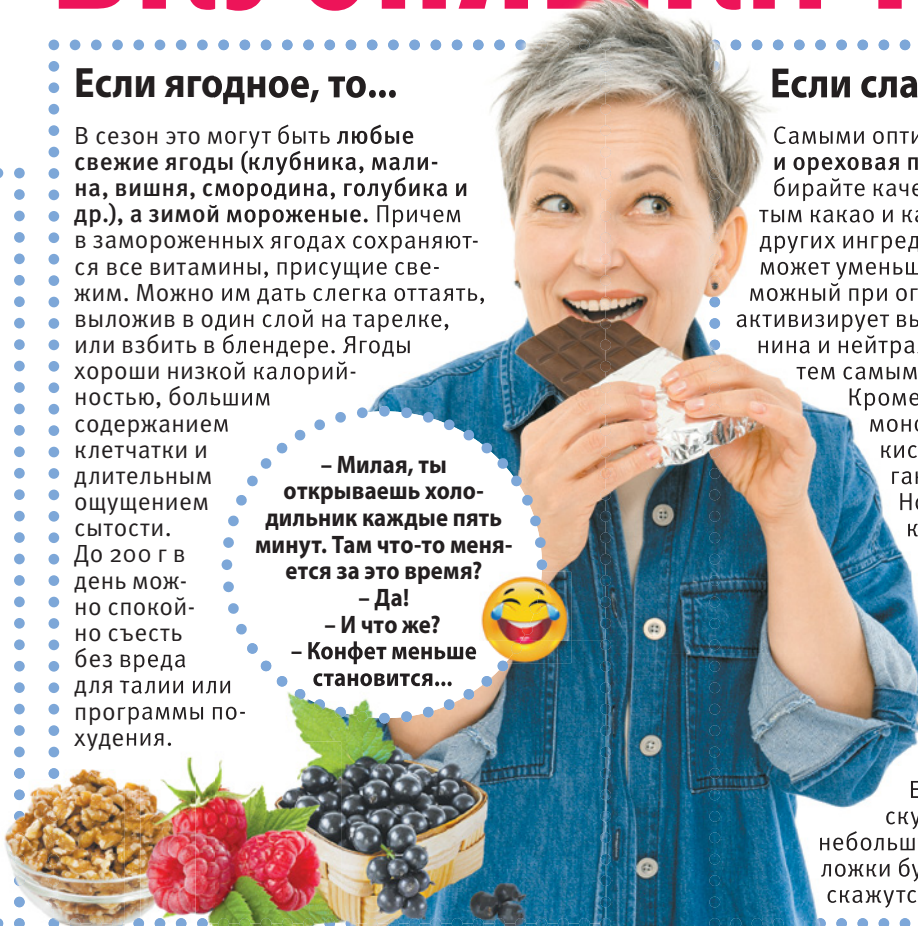 Если ягодное, то...
В сезон это могут быть любые
свежие ягоды (клубника, мали-
на, вишня, смородина, голубика и
др.), а зимой мороженые. Причем
в замороженных ягодах сохраняют-
ся все витамины, присущие све-
жим. Можно им дать слегка оттаять,
выложив в один слой на тарелке,
или взбить в блендере. Ягоды
хороши низкой калорий-
ностью, большим
содержанием
клетчатки и
длительным
ощущением
сытости.
До 200 г в
день мож-
но спокой-
но съесть
без вреда
для талии или
программы по-
худения.
– Милая, ты
открываешь холо-
дильник каждые пять
минут. Там что-то меня-
ется за это время?
– Да!
– И что же?
– Конфет меньше
становится...
Если сла
Самыми опти
и ореховая п
бирайте каче
тым какао и ка
других ингред
может уменьш
можный при ог
активизирует вы
нина и нейтра
тем самым
Кроме
моно
кис
га
Но
к
Е
ску
небольш
ложки бу
скажутс